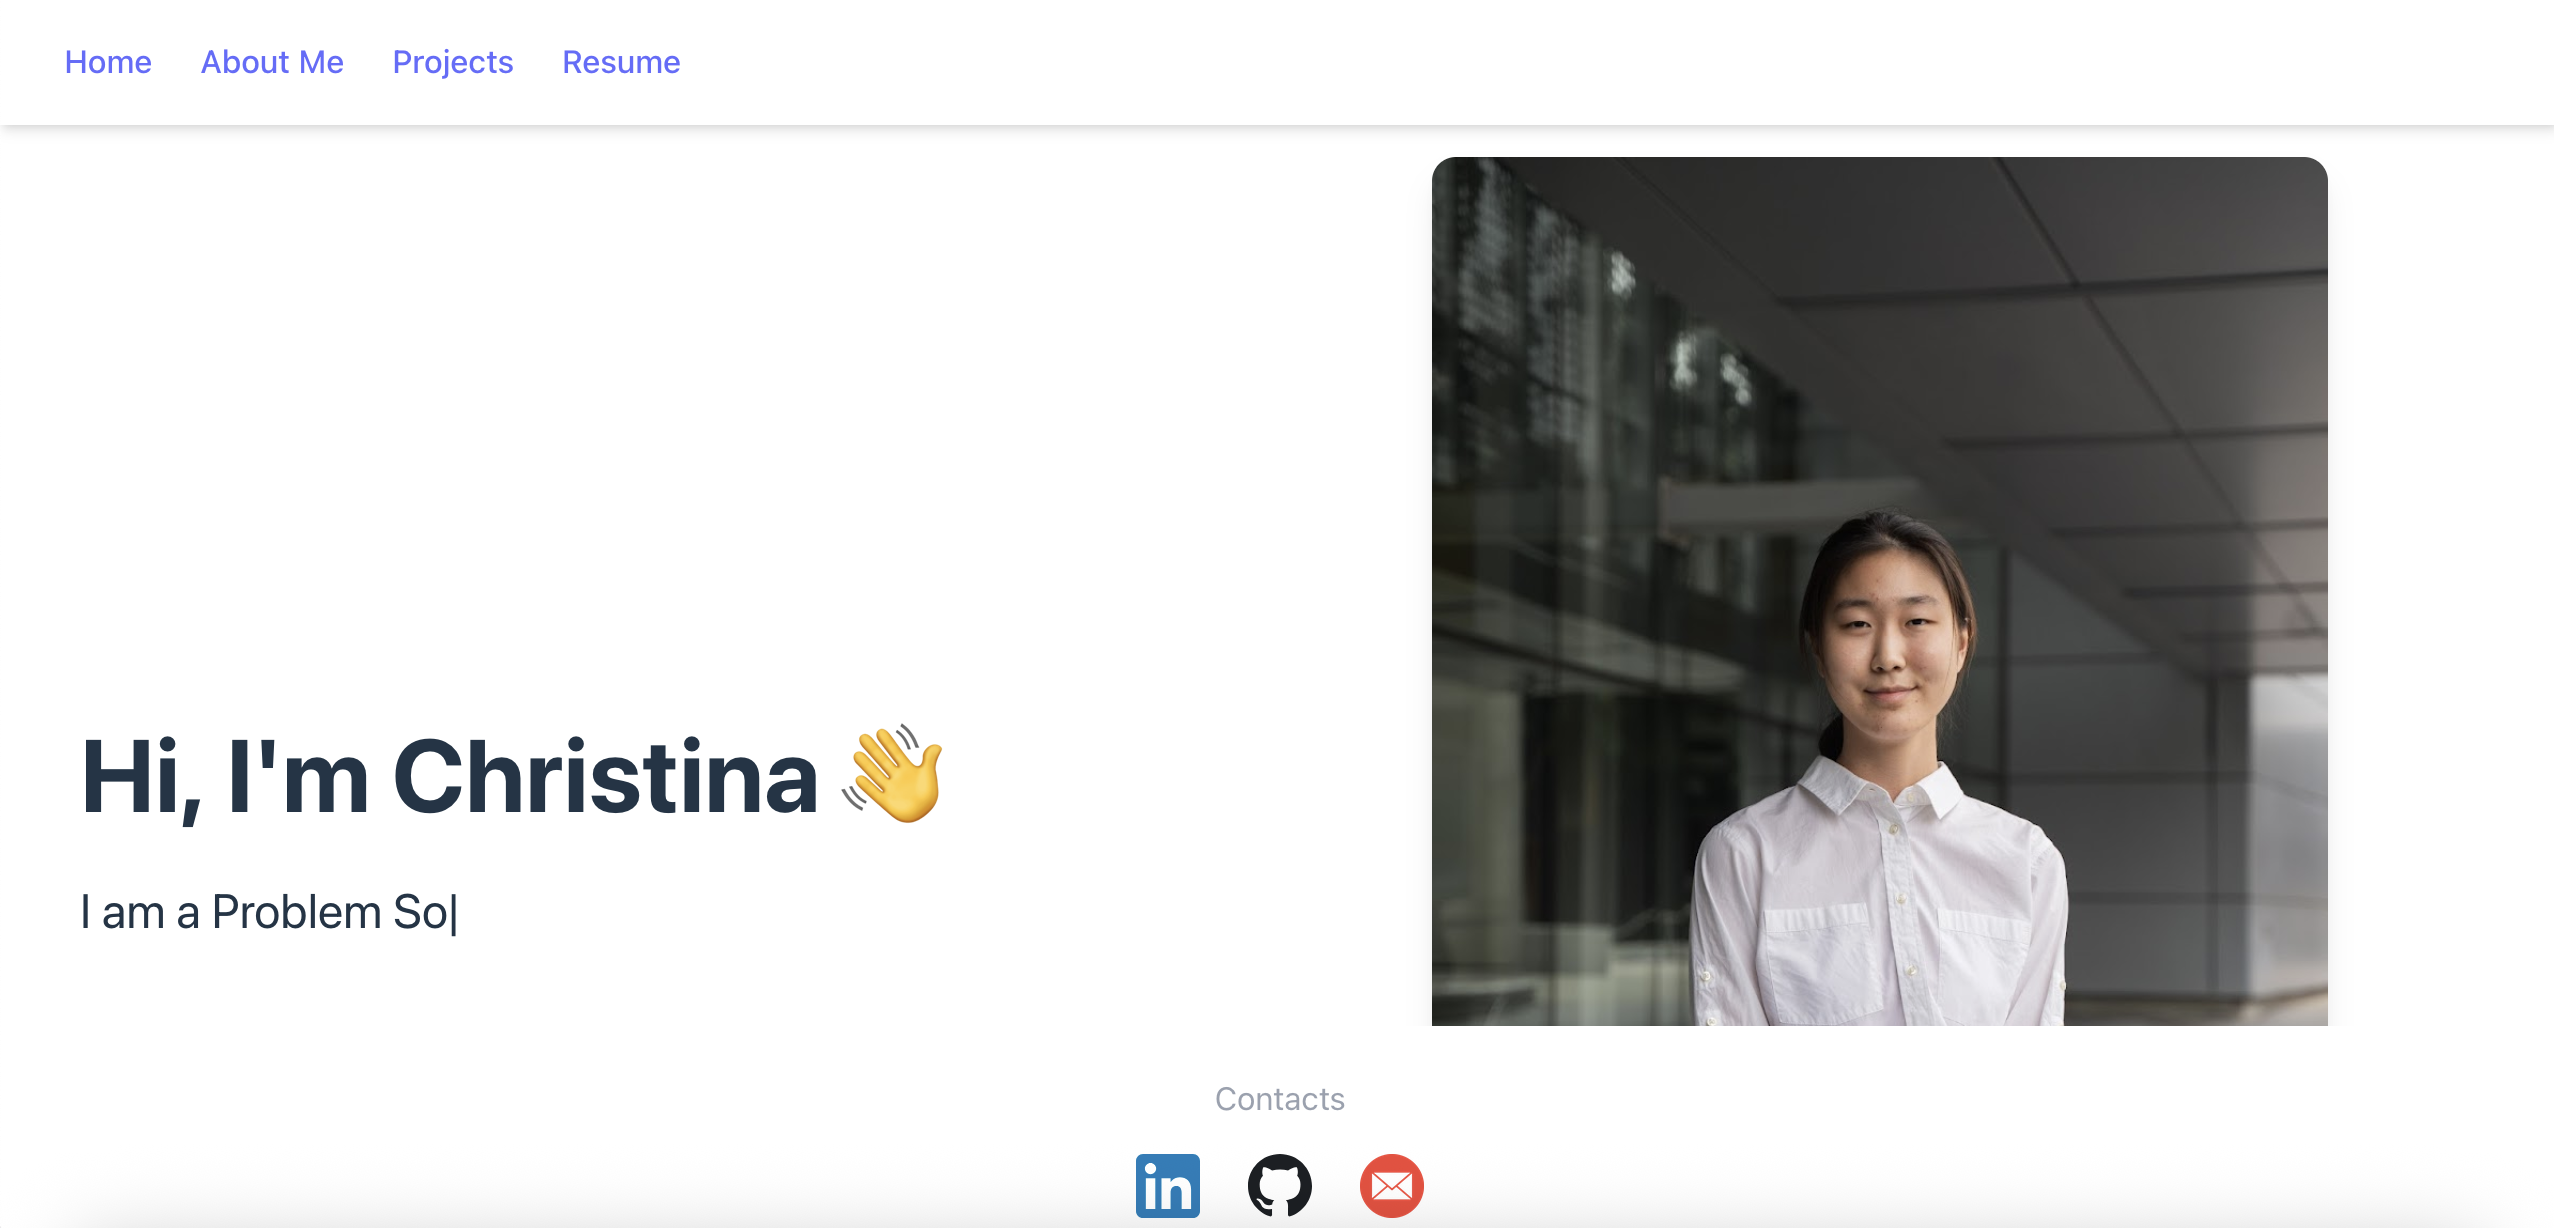 Home About Me Projects Resume
Hi, I'm Christina 👋
I am a Problem So|
Contacts
in